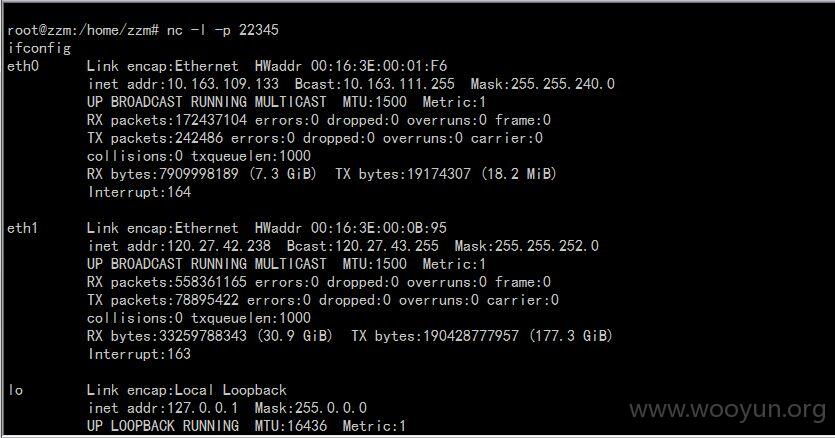 root@zzm:/home/zzm# nc -l -p 22345
ifconfig
eth0 Link encap:Ethernet HWaddr 00:16:3E:00:01:F6
inet addr:10.163.109.133 Bcast:10.163.111.255 Mask:255.255.240.0
UP BROADCAST RUNNING MULTICAST MTU:1500 Metric:1
RX packets:172437104 errors:0 dropped:0 overruns:0 frame:0
TX packets:242486 errors:0 dropped:0 overruns:0 carrier:0
collisions:0 txqueuelen:1000
RX bytes:7909998189 (7.3 GiB) TX bytes:19174307 (18.2 MiB)
Interrupt:164
eth1 Link encap:Ethernet HWaddr 00:16:3E:00:0B:95
inet addr:120.27.42.238 Bcast:120.27.43.255 Mask:255.255.252.0
UP BROADCAST RUNNING MULTICAST MTU:1500 Metric:1
RX packets:558361165 errors:0 dropped:0 overruns:0 frame:0
TX packets:78895422 errors:0 dropped:0 overruns:0 carrier:0
collisions:0 txqueuelen:1000
RX bytes:33259788343 (30.9 GiB) TX bytes:190428777957 (177.3 GiB)
Interrupt:163
lo Link encap:Local Loopback
inet addr:127.0.0.1 Mask:255.0.0.0
UP LOOPBACK RUNNING MTU:16436 Metric:1
www.wooyun.org